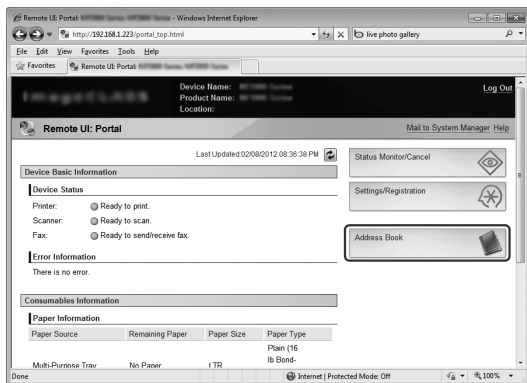 Remote UI: Portal: - Windows Internet Explorer
http://192.168.1.223/portal_top.html
live photo gallery
File Edit View Favorites Tools Help
Favorites Remote UI: Portal:
Device Name:
Product Name:
Location:
Log Out
Remote UI: Portal
Mail to System Manager Help
Last Updated:02/08/2012 08:36:38 PM
Device Basic Information
Device Status
Printer: Ready to print.
Scanner: Ready to scan.
Fax: Ready to send/receive fax.
Error Information
There is no error.
Consumables Information
Paper Information
Paper Source Remaining Paper Paper Size Paper Type
Plain (16
lb Bond-
Multi-Purpose Tray No Paper LTR
Status Monitor/Cancel
Settings/Registration
Address Book
Done Internet | Protected Mode: Off 100%